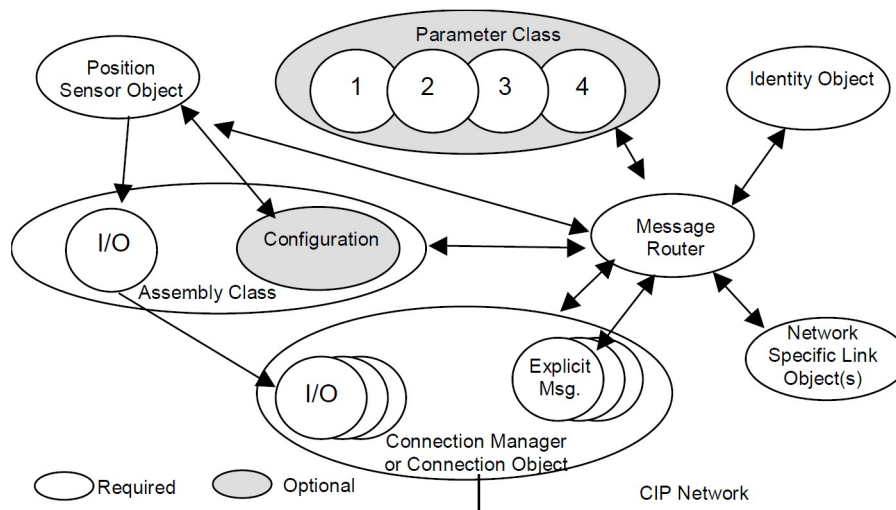 Parameter Class
1
2
3
4
Position
Sensor Object
Identity Object
I/O
Configuration
Assembly Class
Message
Router
Network
Specific Link
Object(s)
I/O
Explicit
Msg.
Connection Manager
or Connection Object
Required
Optional
CIP Network